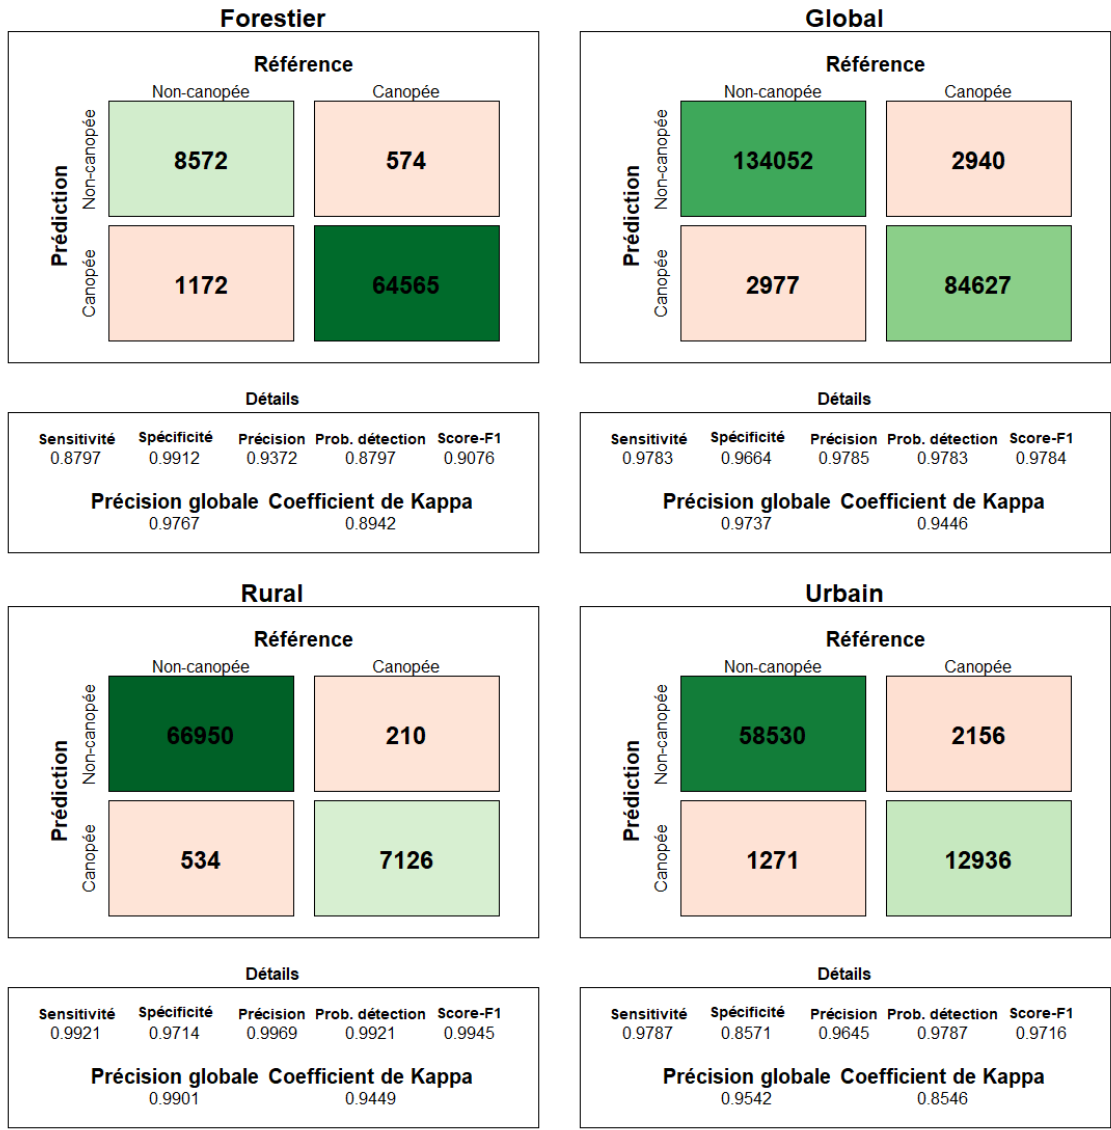 Forestier
Référence
Non-canopée Canopée
Prédiction
Non-canopée
8572 574
Canopée
1172 64565
Détails
Sensitivité Spécificité Précision Prob. détection Score-F1
0.8797 0.9912 0.9372 0.8797 0.9076
Précision globale Coefficient de Kappa
0.9767 0.8942
Global
Référence
Non-canopée Canopée
Prédiction
Non-canopée
134052 2940
Canopée
2977 84627
Détails
Sensitivité Spécificité Précision Prob. détection Score-F1
0.9783 0.9664 0.9785 0.9783 0.9784
Précision globale Coefficient de Kappa
0.9737 0.9446
Rural
Référence
Non-canopée Canopée
Prédiction
Non-canopée
66950 210
Canopée
534 7126
Détails
Sensitivité Spécificité Précision Prob. détection Score-F1
0.9921 0.9714 0.9969 0.9921 0.9945
Précision globale Coefficient de Kappa
0.9901 0.9449
Urbain
Référence
Non-canopée Canopée
Prédiction
Non-canopée
58530 2156
Canopée
1271 12936
Détails
Sensitivité Spécificité Précision Prob. détection Score-F1
0.9787 0.8571 0.9645 0.9787 0.9716
Précision globale Coefficient de Kappa
0.9542 0.8546